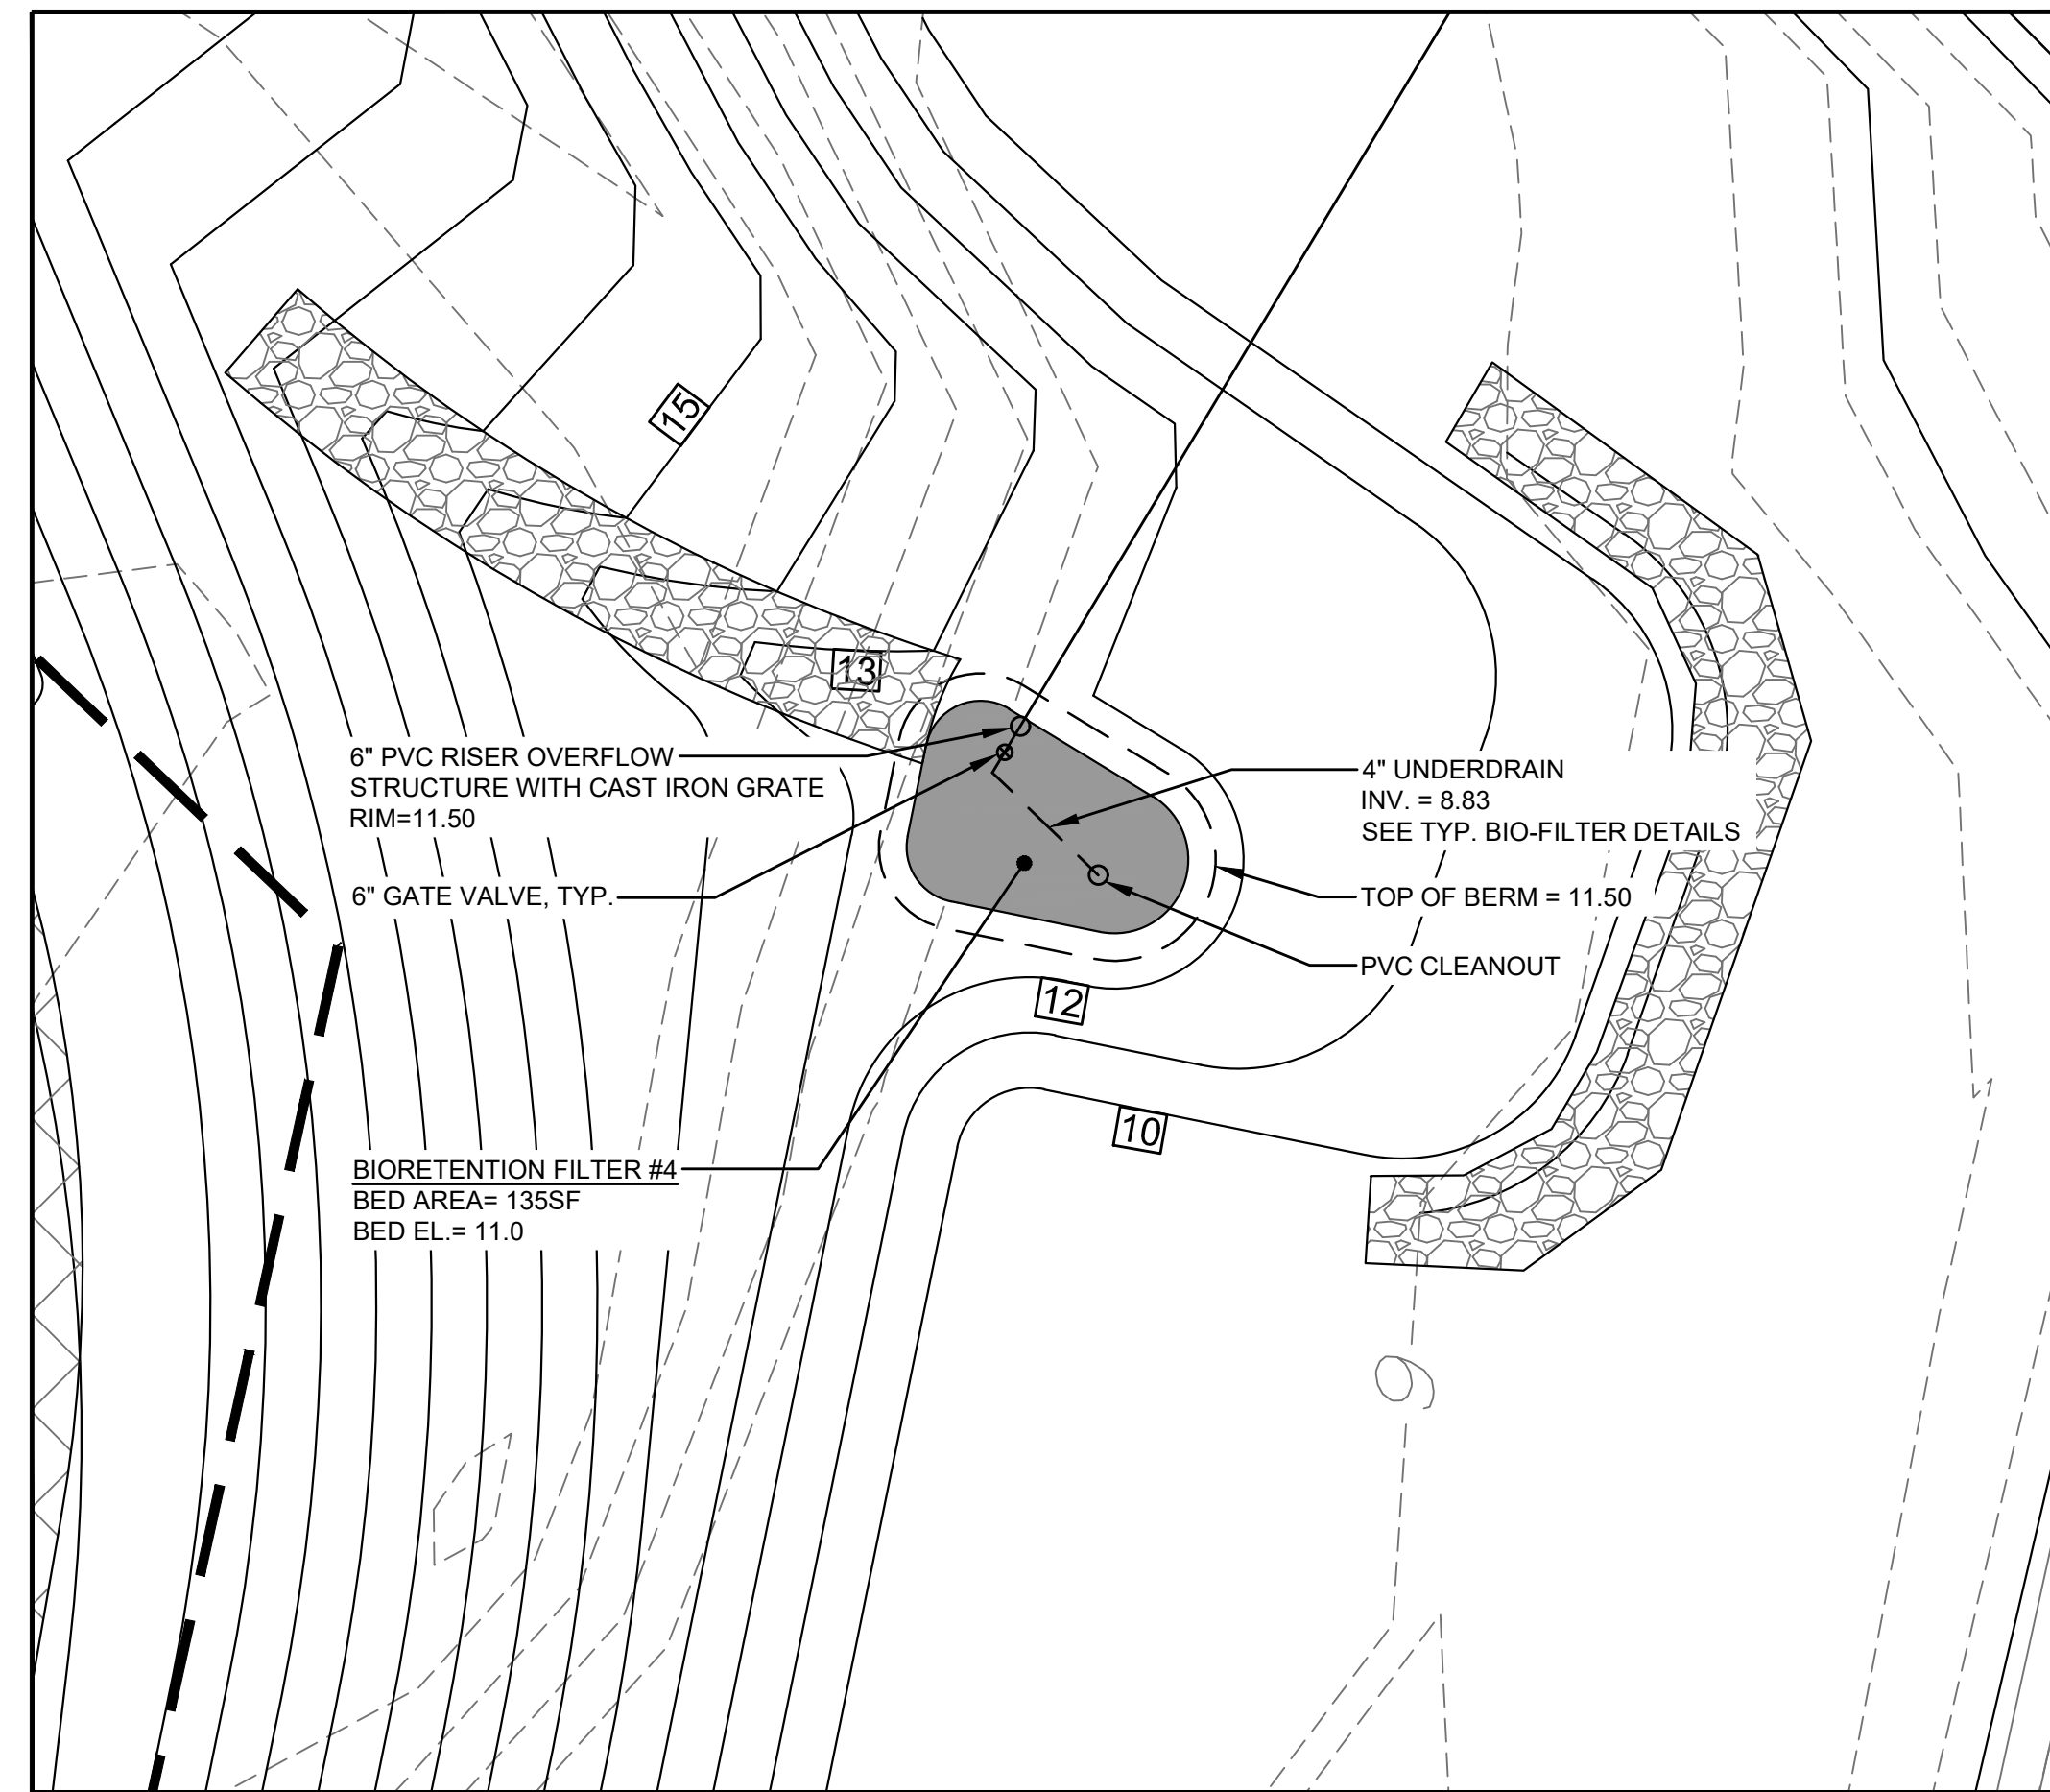 15
13
6" PVC RISER OVERFLOW
STRUCTURE WITH CAST IRON GRATE
RIM=11.50
4" UNDERDRAIN
INV. = 8.83
SEE TYP. BIO-FILTER DETAILS
6" GATE VALVE, TYP.
TOP OF BERM = 11.50
PVC CLEANOUT
12
10
BIORETENTION FILTER #4
BED AREA= 135SF
BED EL.= 11.0